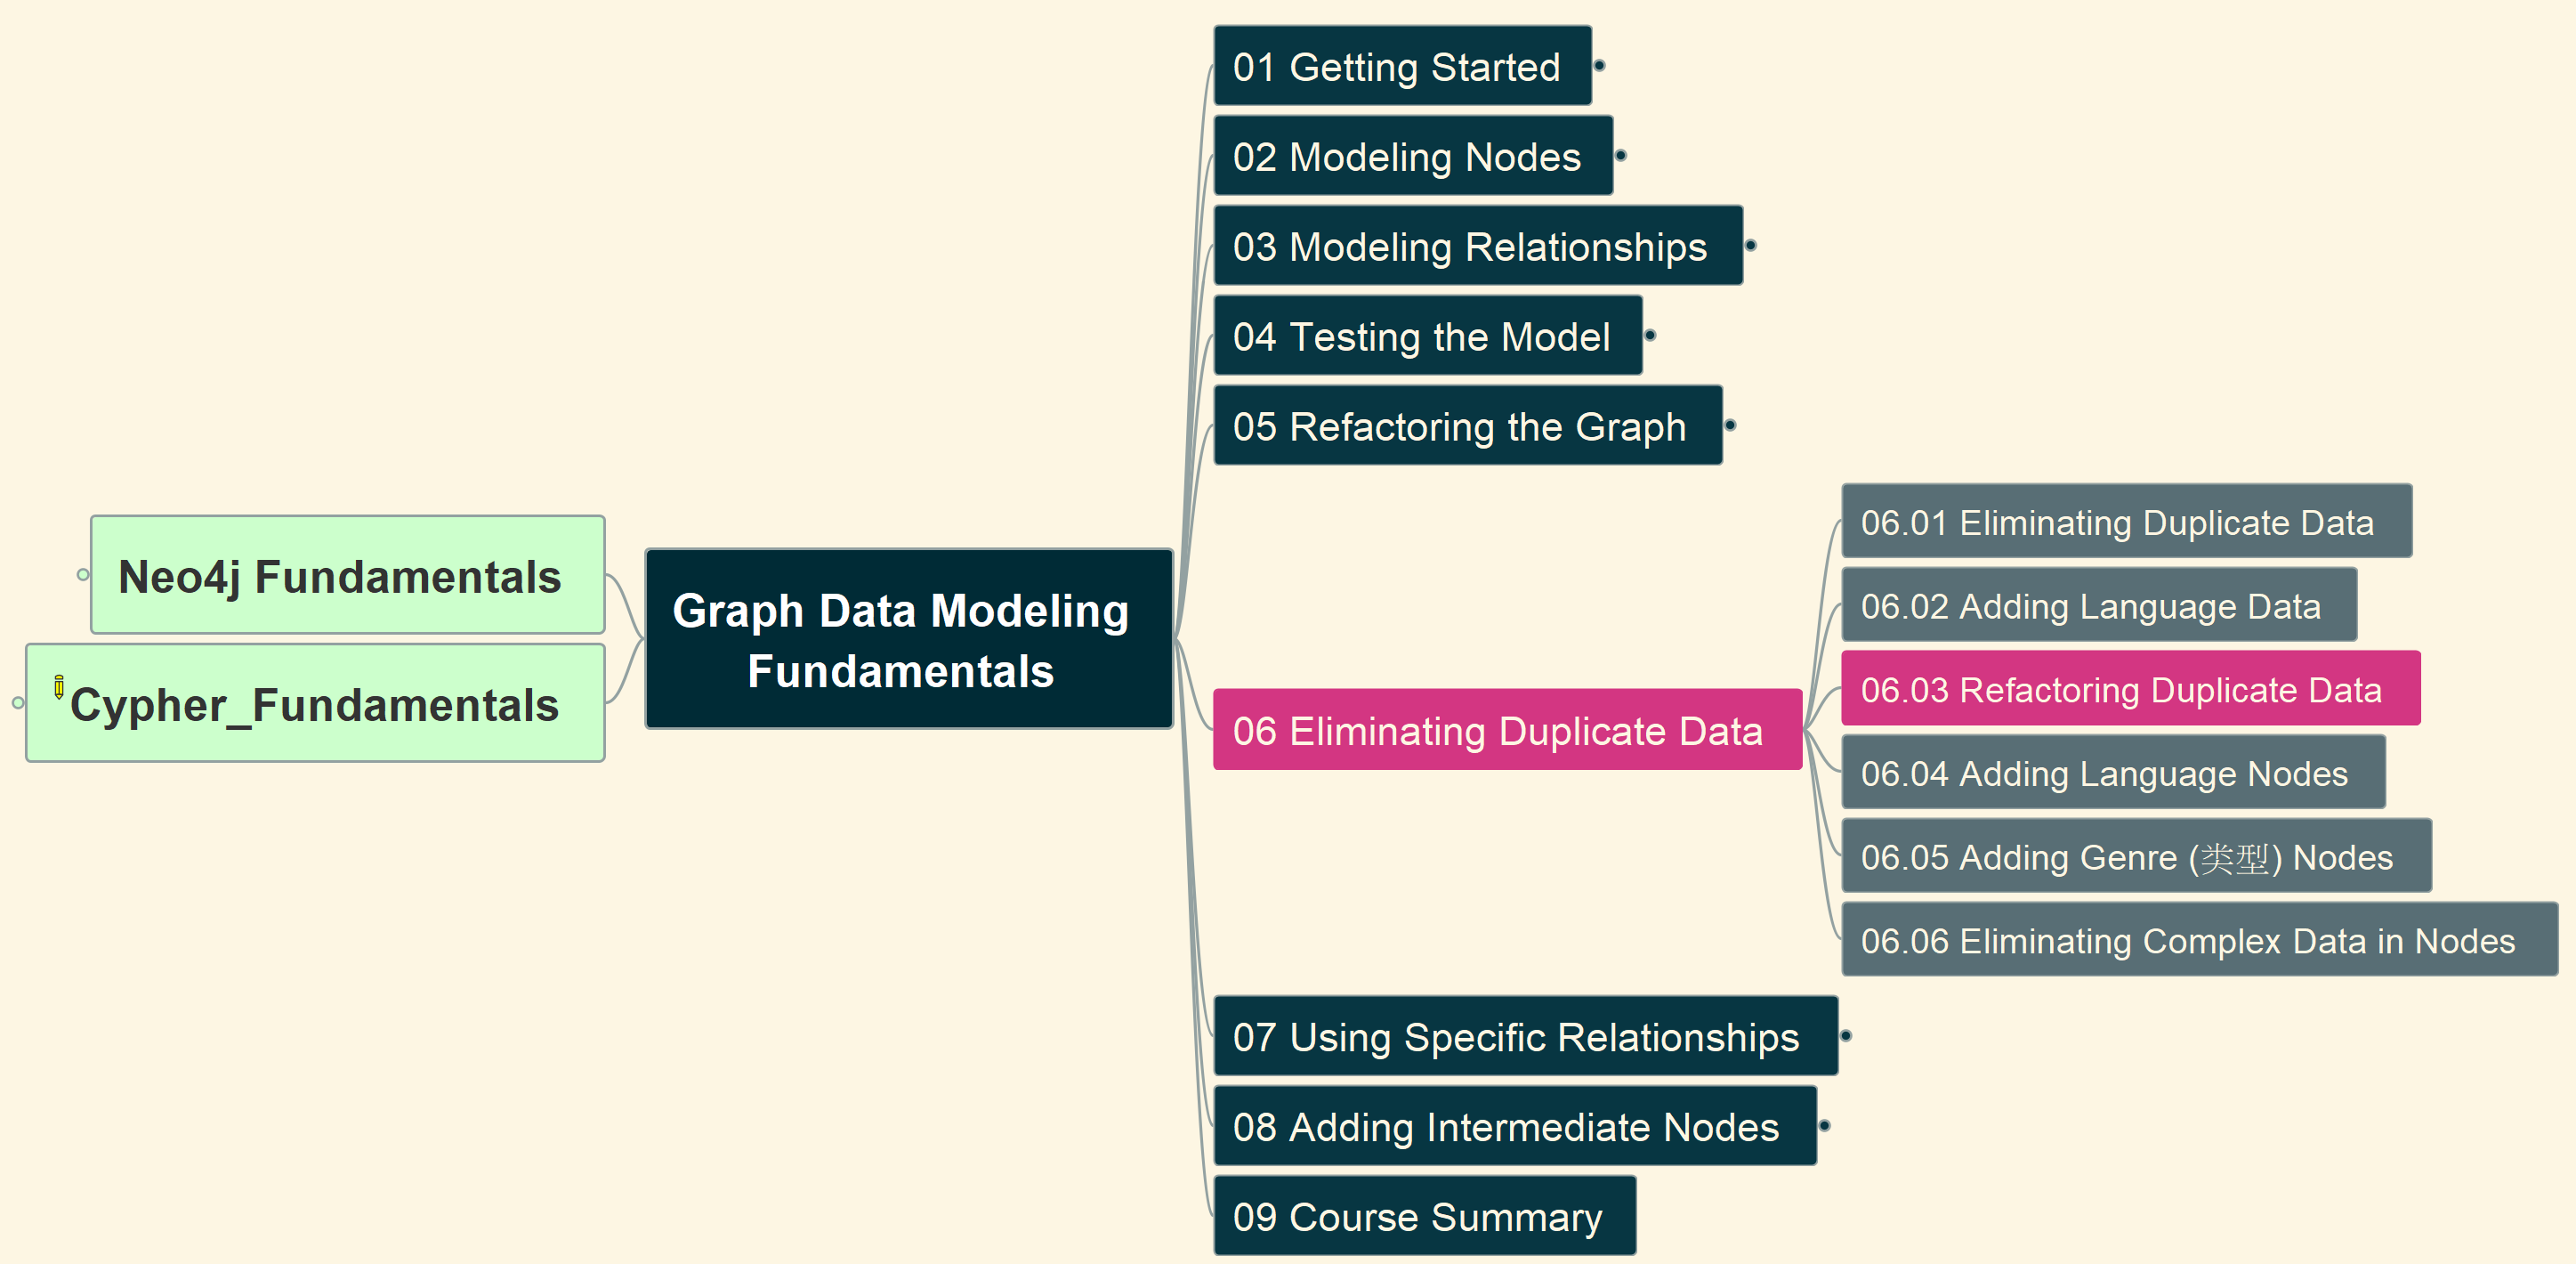 Neo4j Fundamentals
Cypher_Fundamentals
Graph Data Modeling
Fundamentals
01 Getting Started
02 Modeling Nodes
03 Modeling Relationships
04 Testing the Model
05 Refactoring the Graph
06 Eliminating Duplicate Data
06.01 Eliminating Duplicate Data
06.02 Adding Language Data
06.03 Refactoring Duplicate Data
06.04 Adding Language Nodes
06.05 Adding Genre (类型) Nodes
06.06 Eliminating Complex Data in Nodes
07 Using Specific Relationships
08 Adding Intermediate Nodes
09 Course Summary